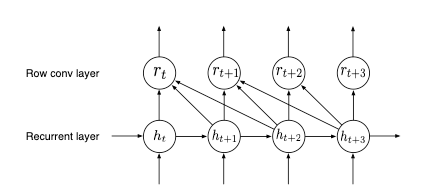 Row conv layer r_t r_{t+1} r_{t+2} r_{t+3}
Recurrent layer h_t h_{t+1} h_{t+2} h_{t+3}